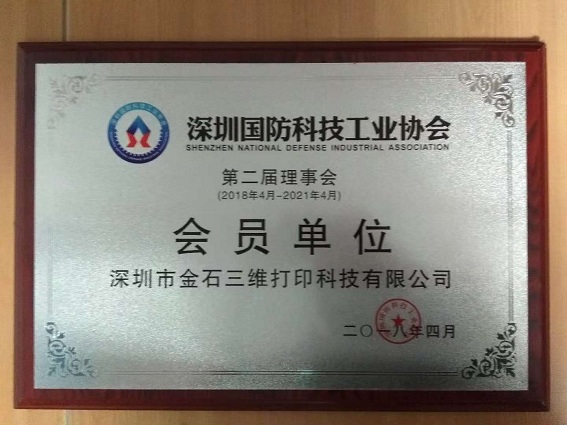 深圳国防科技工业协会
SHENZHEN NATIONAL DEFENSE INDUSTRIAL ASSOCIATION
第二届理事会
(2018年4月-2021年4月)
会员单位
深圳市金石三维打印科技有限公司
二〇一八年四月